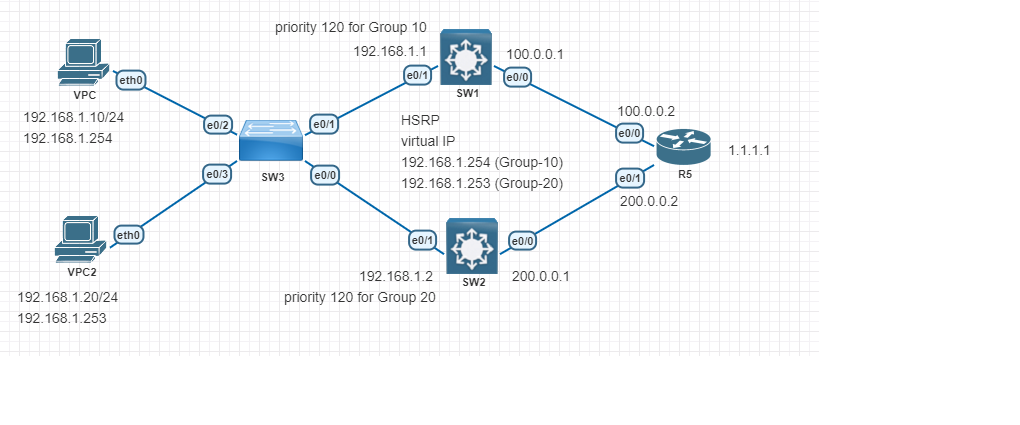 priority 120 for Group 10
192.168.1.1
100.0.0.1
e0/1
e0/0
SW1
eth0
VPC
192.168.1.10/24
192.168.1.254
e0/2
e0/1
HSRP
virtual IP
192.168.1.254 (Group-10)
192.168.1.253 (Group-20)
100.0.0.2
e0/0
1.1.1.1
R5
e0/3
SW3
e0/0
e0/1
200.0.0.2
eth0
VPC2
192.168.1.20/24
192.168.1.253
e0/1
e0/0
192.168.1.2
SW2
200.0.0.1
priority 120 for Group 20